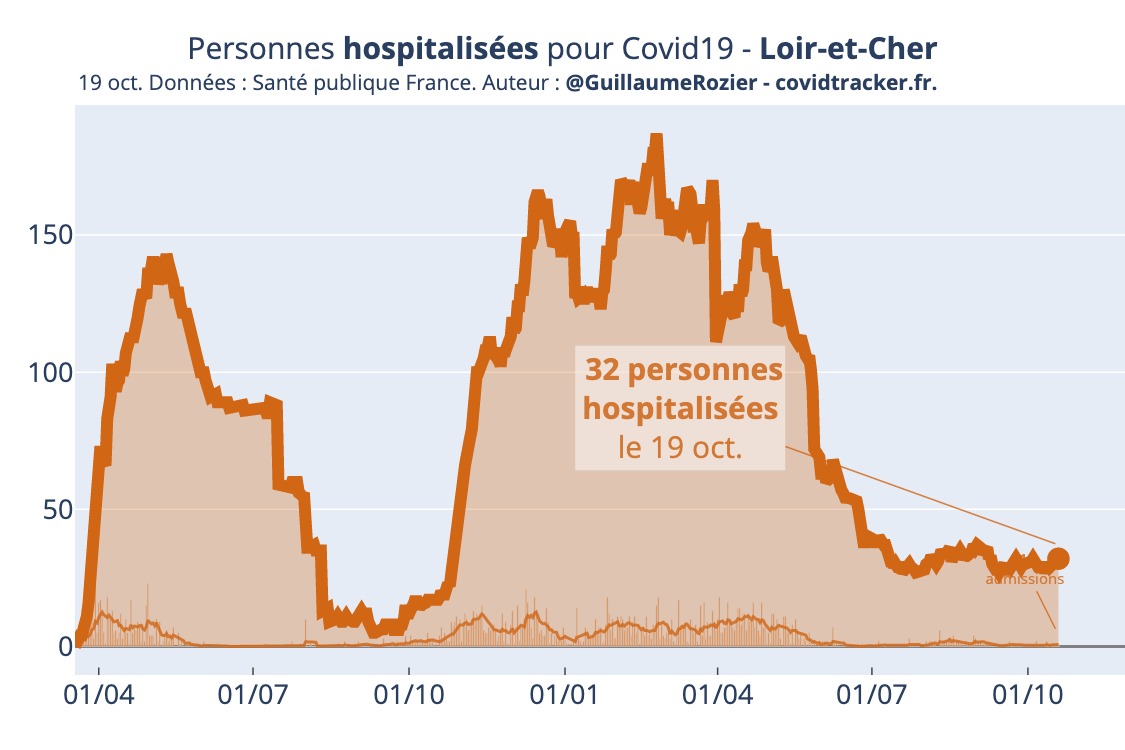 Personnes hospitalisées pour Covid19 - Loir-et-Cher
19 oct. Données : Santé publique France. Auteur : @GuillaumeRozier - covidtracker.fr.
150
100
50
0
32 personnes
hospitalisées
le 19 oct.
admissions
01/04 01/07 01/10 01/01 01/04 01/07 01/10